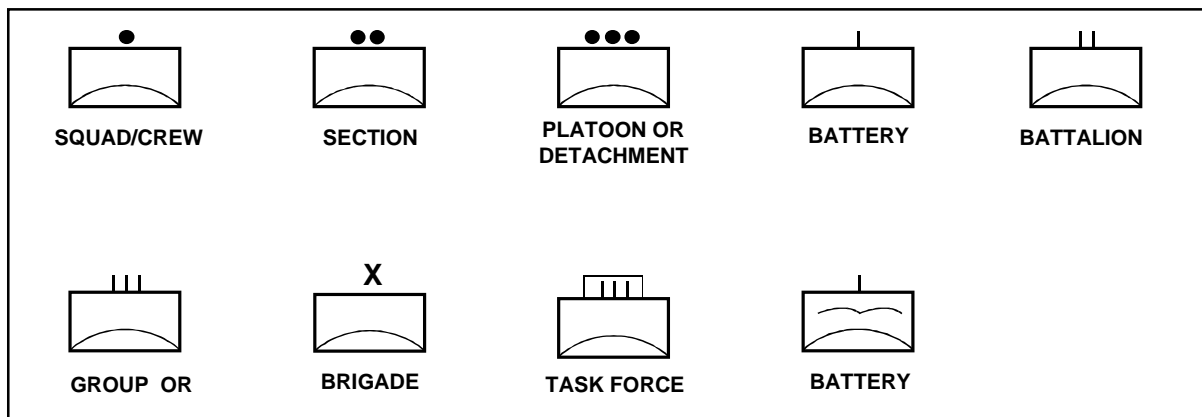 SQUAD/CREW
SECTION
PLATOON OR
DETACHMENT
BATTERY
BATTALION
X
GROUP OR
BRIGADE
TASK FORCE
BATTERY